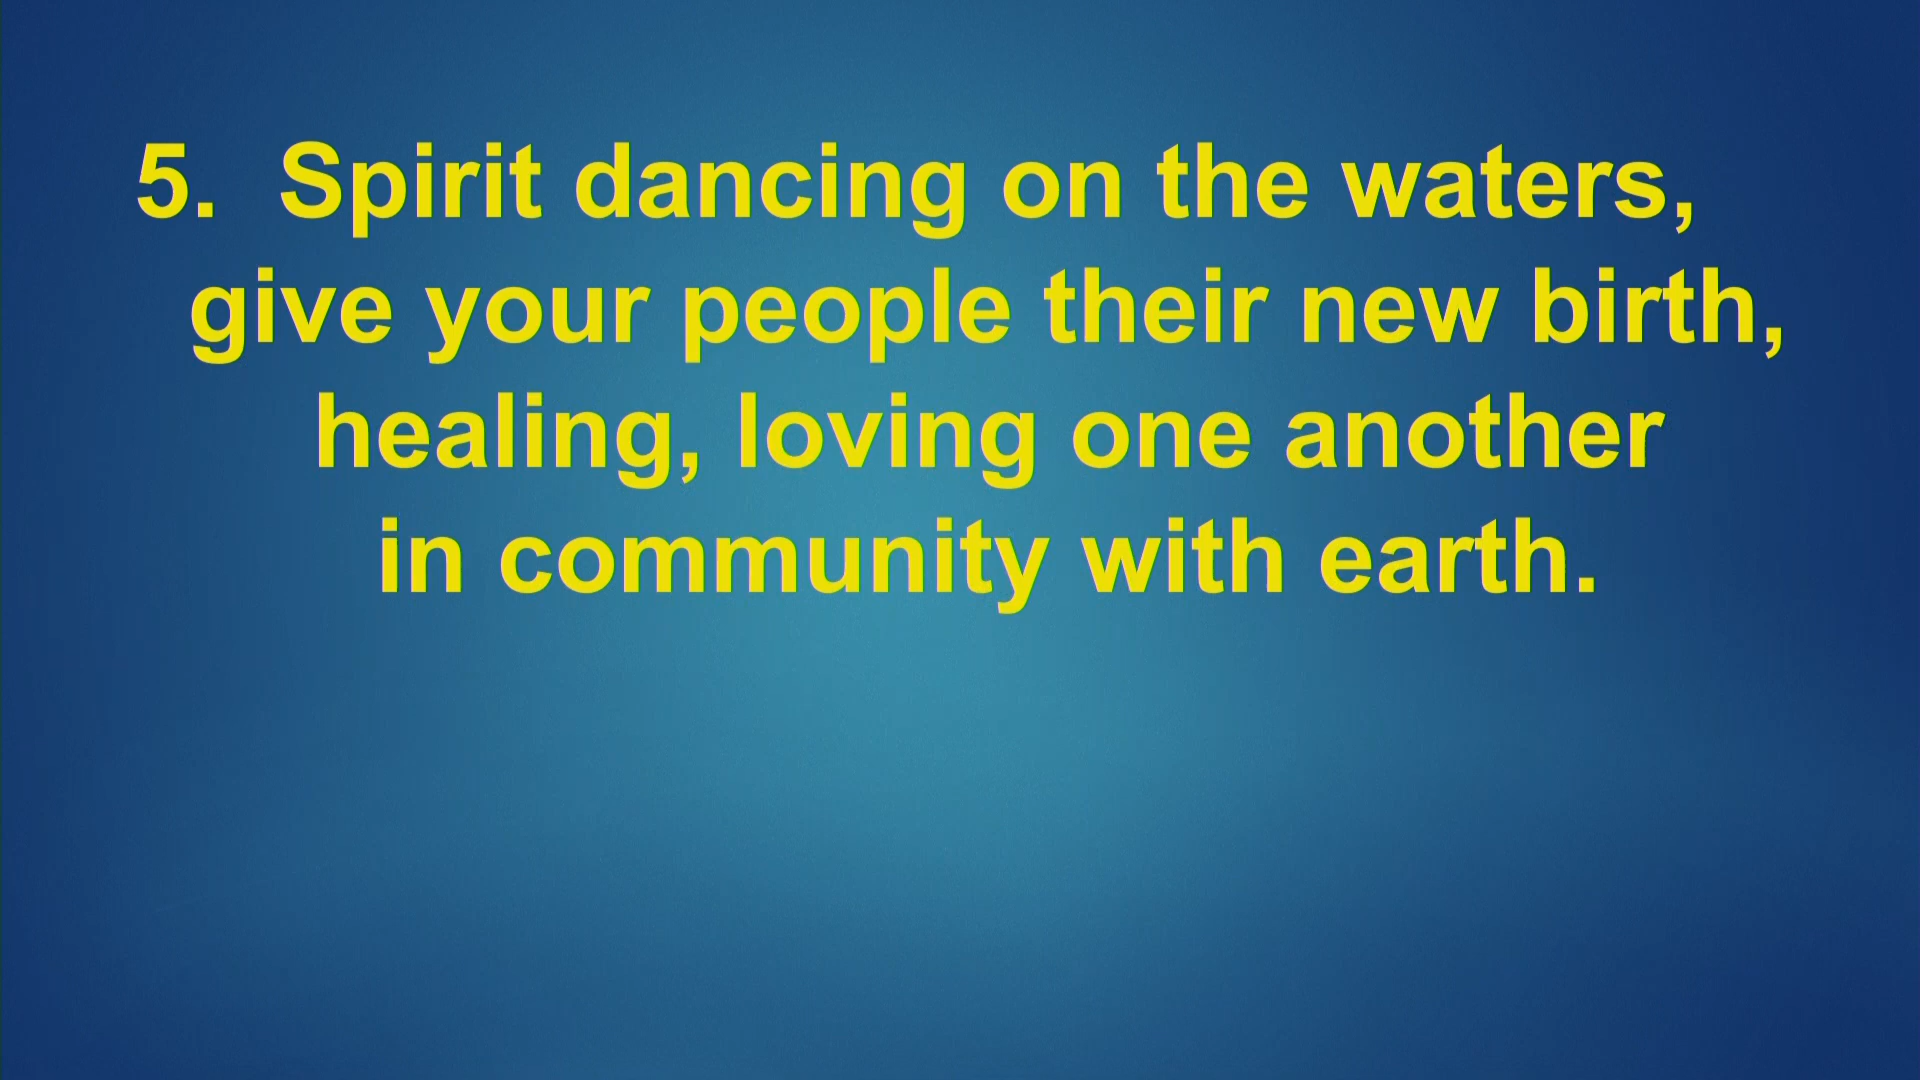 5.  Spirit dancing on the waters,
give your people their new birth,
healing, loving one another
in community with earth.